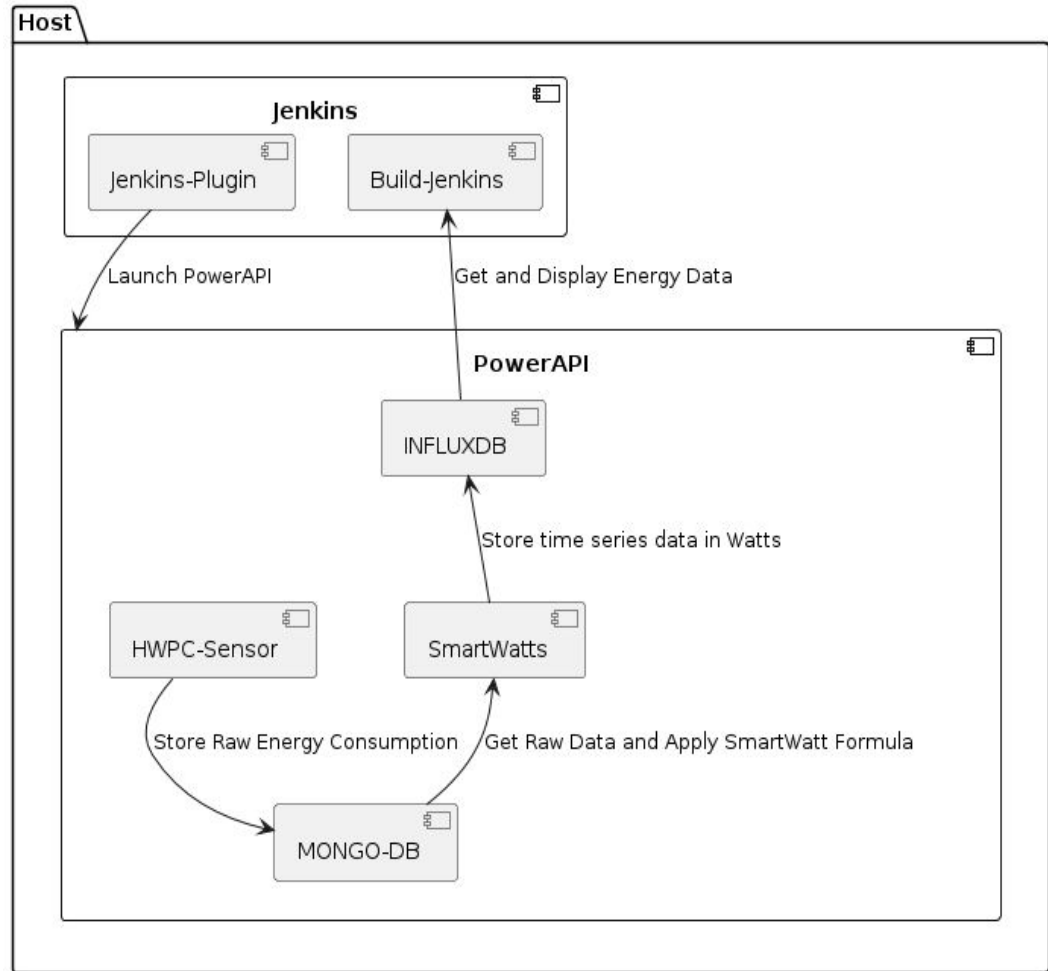 Host
Jenkins
Jenkins-Plugin
Build-Jenkins
Launch PowerAPI
Get and Display Energy Data
PowerAPI
INFLUXDB
Store time series data in Watts
HWPC-Sensor
SmartWatts
Store Raw Energy Consumption
Get Raw Data and Apply SmartWatt Formula
MONGO-DB